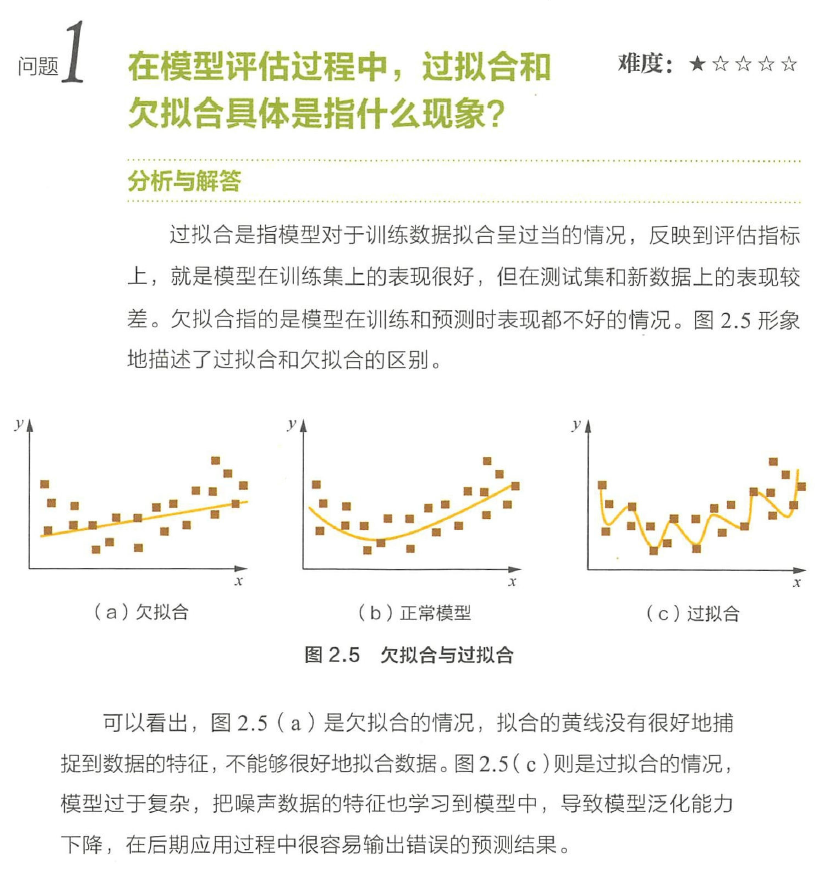 问题1
在模型评估过程中，过拟合和
难度：★☆☆☆☆
欠拟合具体是指什么现象？
分析与解答
过拟合是指模型对于训练数据拟合呈过当的情况，反映到评估指标
上，就是模型在训练集上的表现很好，但在测试集和新数据上的表现较
差。欠拟合指的是模型在训练和预测时表现都不好的情况。图 2.5 形象
地描述了过拟合和欠拟合的区别。
y
y
y
x
x
x
（a）欠拟合
（b）正常模型
（c）过拟合
图 2.5 欠拟合与过拟合
可以看出，图 2.5（a）是欠拟合的情况，拟合的黄线没有很好地捕
捉到数据的特征，不能够很好地拟合数据。图 2.5（c）则是过拟合的情况，
模型过于复杂，把噪声数据的特征也学习到模型中，导致模型泛化能力
下降，在后期应用过程中很容易输出错误的预测结果。